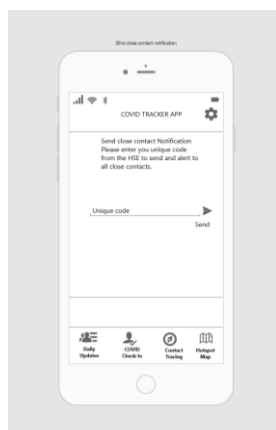 Send close contact notification
COVID TRACKER APP
Send close contact Notification
Please enter you unique code
from the HSE to send and alert to
all close contacts.
Unique code
Send
Daily
Updates
COVID
Check-In
Contact
Tracing
Hotspot
Map